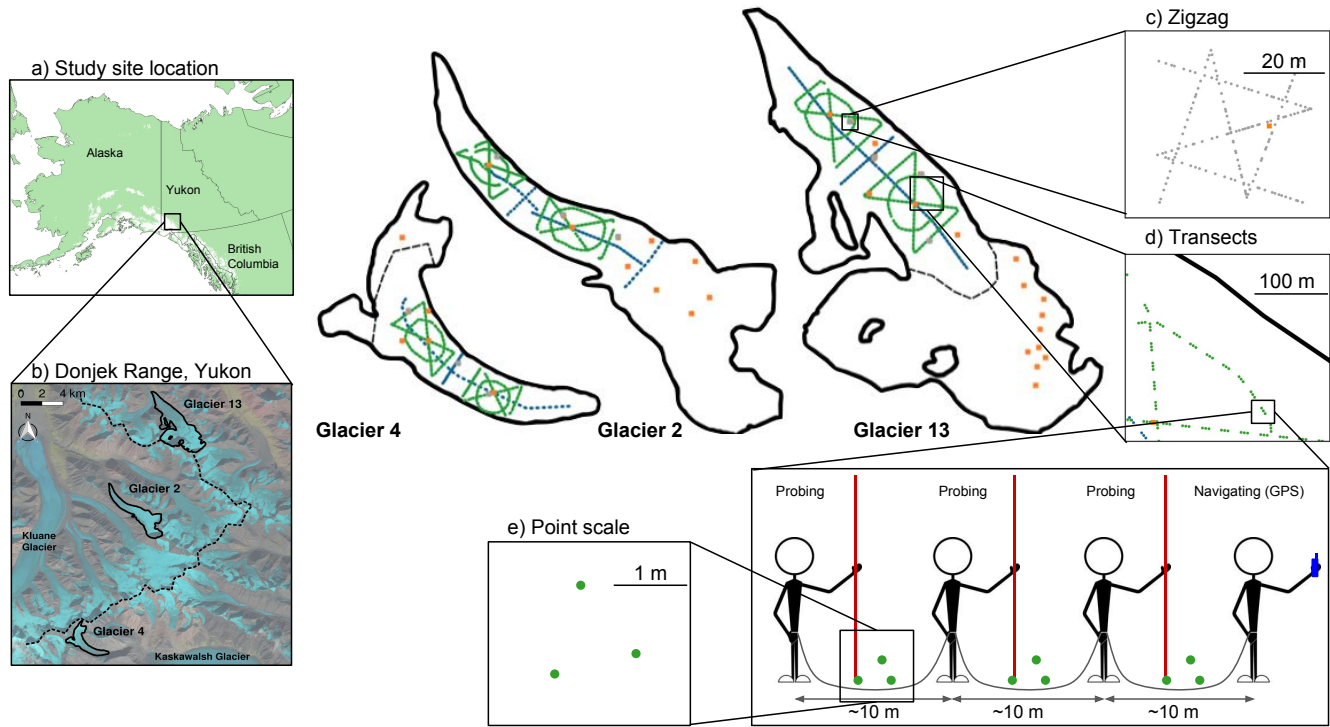 a) Study site location
Alaska
Yukon
British
Columbia
b) Donjek Range, Yukon
0 2 4 km
N
Glacier 13
Glacier 2
Kluane
Glacier
Glacier 4
Kaskawalsh Glacier
Glacier 4
Glacier 2
Glacier 13
c) Zigzag
20 m
d) Transects
100 m
e) Point scale
1 m
Probing Probing Probing Navigating (GPS)
~10 m ~10 m ~10 m